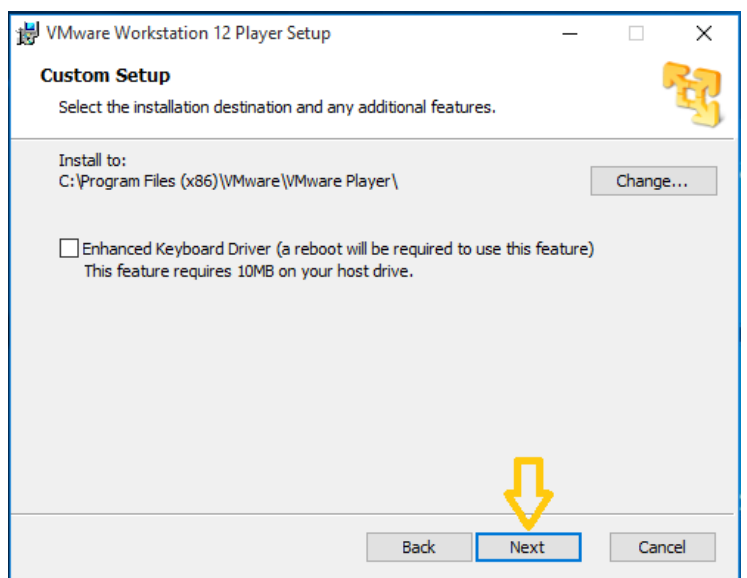 VMware Workstation 12 Player Setup
Custom Setup
Select the installation destination and any additional features.
Install to:
C:\Program Files (x86)\VMware\VMware Player\
Change...
Enhanced Keyboard Driver (a reboot will be required to use this feature)
This feature requires 10MB on your host drive.
Back Next Cancel